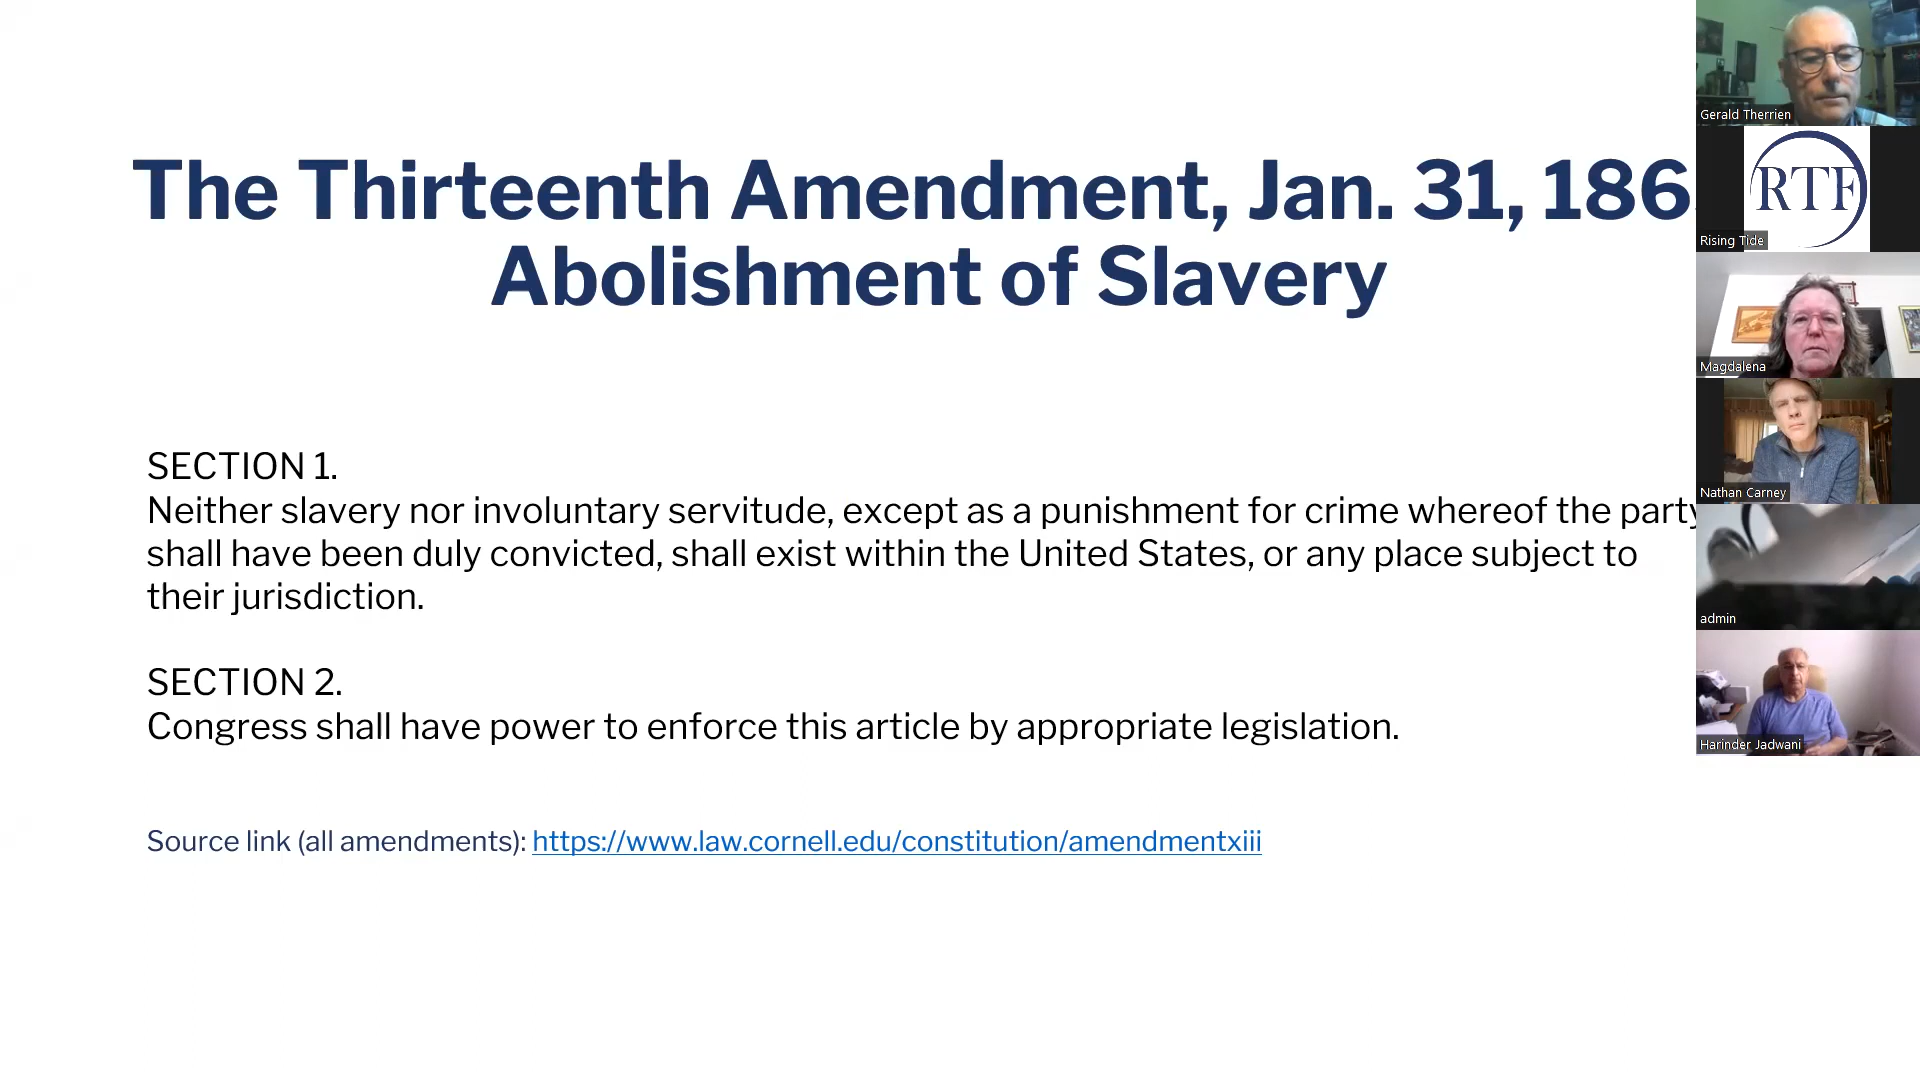 The Thirteenth Amendment, Jan. 31, 186
Abolishment of Slavery
SECTION 1.
Neither slavery nor involuntary servitude, except as a punishment for crime whereof the party
shall have been duly convicted, shall exist within the United States, or any place subject to
their jurisdiction.
SECTION 2.
Congress shall have power to enforce this article by appropriate legislation.
Source link (all amendments): https://www.law.cornell.edu/constitution/amendmentxiii
Gerald Therrien
RTF
Rising Tide
Magdalena
Nathan Carney
admin
Harinder Jadwani